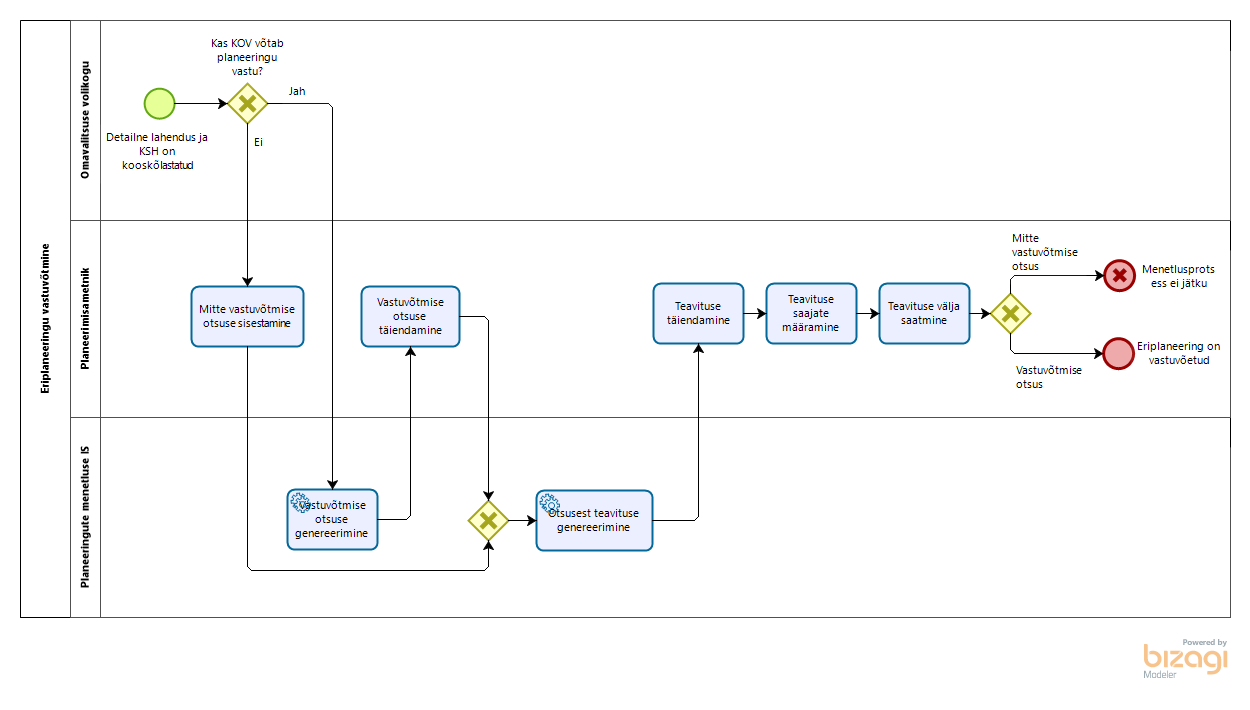 Eriplaneeringu vastuvõtmine
Omavalitsuse volikogu
Kas KOV võtab
planeeringu
vastu?
Jah
Ei
Detailne lahendus ja
KSH on
kooskõlastatud
Planeerimisametnik
Mitte vastuvõtmise
otsuse sisestamine
Vastuvõtmise
otsuse
täiendamine
Teavituse
täiendamine
Teavituse
saajate
määramine
Teavituse välja
saatmine
Mitte
vastuvõtmise
otsus
Menetlusprots
ess ei jätku
Eriplaneering on
vastuvõetud
Vastuvõtmise
otsus
Planeeringute menetluse IS
Vastuvõtmise
otsuse
genereerimine
Otsusest teavituse
genereerimine
Powered by
bizagi
Modeler